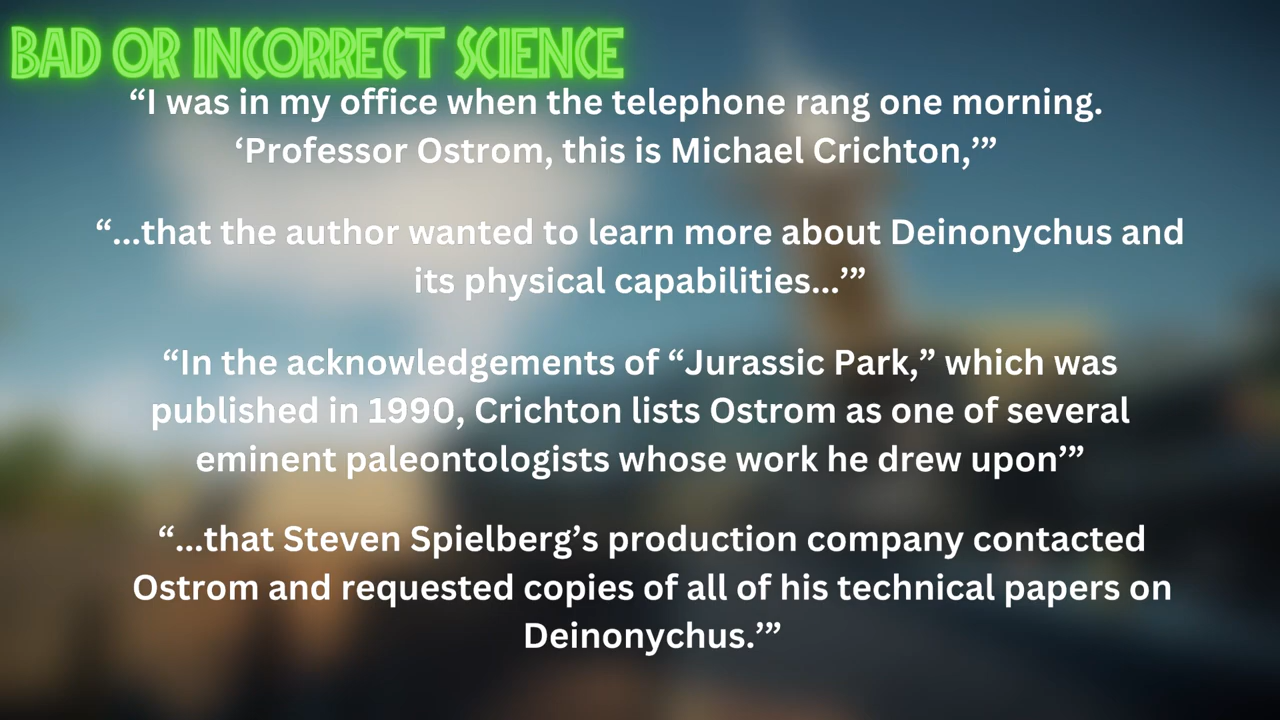 BAD OR INCORRECT SCIENCE
“I was in my office when the telephone rang one morning.
‘Professor Ostrom, this is Michael Crichton,’”
“...that the author wanted to learn more about Deinonychus and
its physical capabilities...’”
“In the acknowledgements of “Jurassic Park,” which was
published in 1990, Crichton lists Ostrom as one of several
eminent paleontologists whose work he drew upon’”
“...that Steven Spielberg’s production company contacted
Ostrom and requested copies of all of his technical papers on
Deinonychus.’”